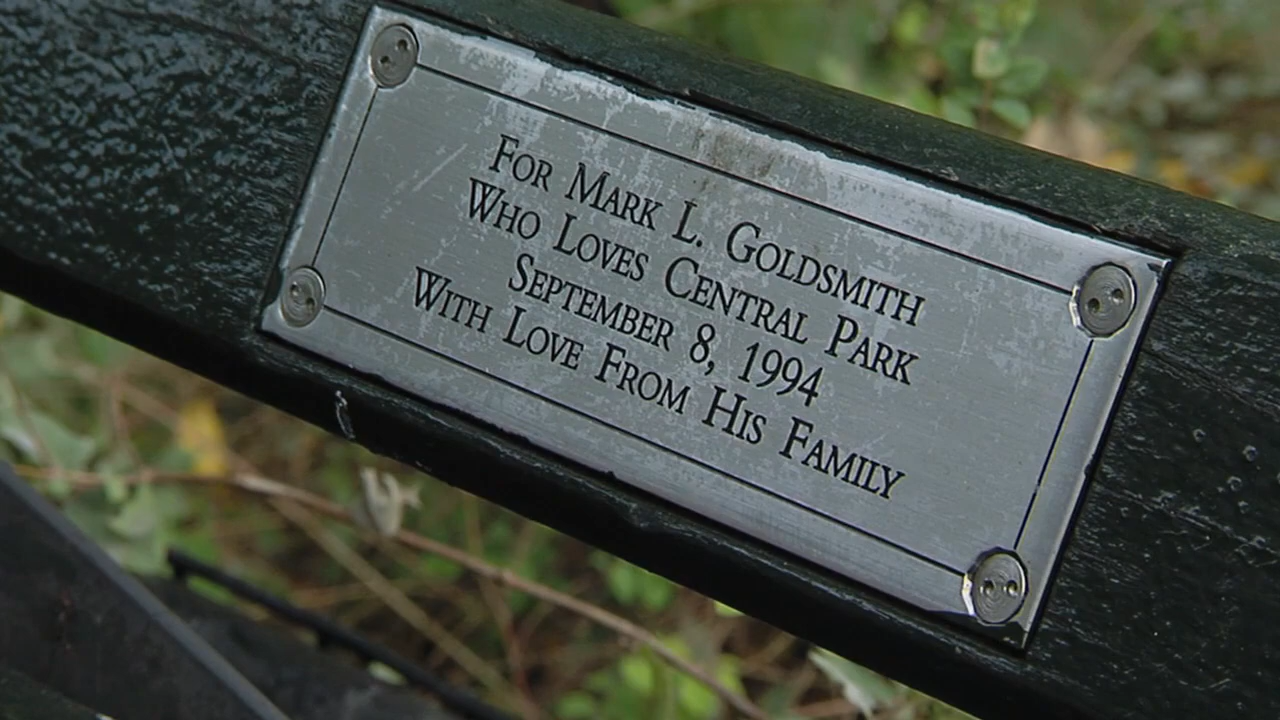 For Mark L. Goldsmith
Who Loves Central Park
September 8, 1994
With Love From His Family